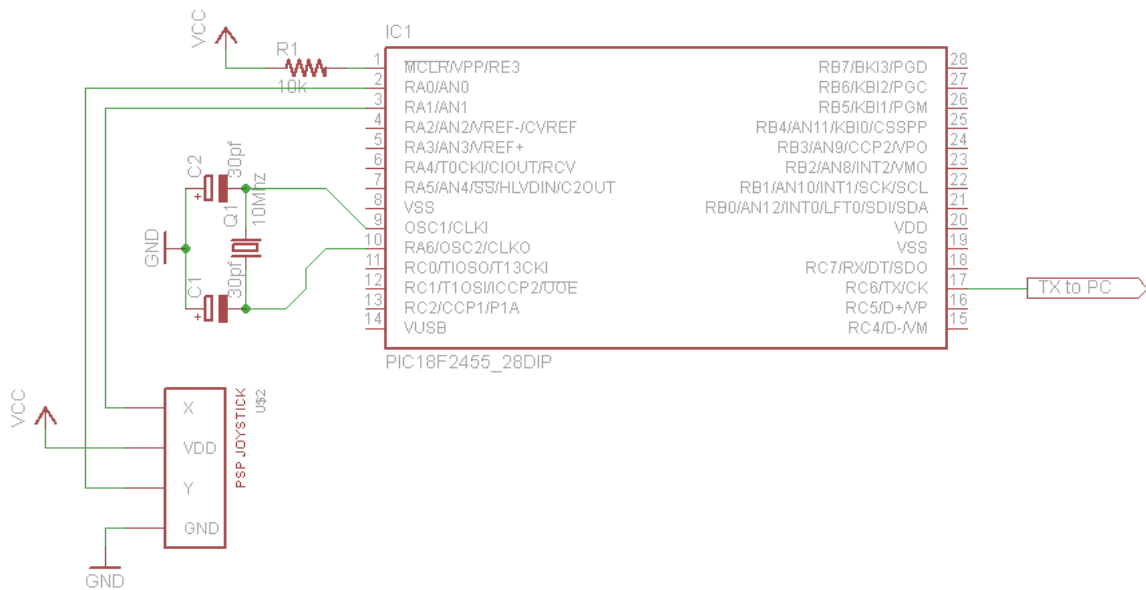 VCC
R1
10k
IC1
1 MCLR/VPP/RE3
2 RA0/AN0
3 RA1/AN1
4 RA2/AN2/VREF-/CVREF
5 RA3/AN3/VREF+
6 RA4/T0CKI/CIOUT/RCV
7 RA5/AN4/SS/HLVDIN/C2OUT
8 VSS
9 OSC1/CLKI
10 RA6/OSC2/CLKO
11 RC0/TIOSO/T13CKI
12 RC1/T1OSI/ICCP2/UOE
13 RC2/CCP1/P1A
14 VUSB
RB7/BKI3/PGD 28
RB6/KBI2/PGC 27
RB5/KBI1/PGM 26
RB4/AN11/KBI0/CSSPP 25
RB3/AN9/CCP2/VPO 24
RB2/AN8/INT2/VMO 23
RB1/AN10/INT1/SCK/SCL 22
RB0/AN12/INT0/LFT0/SDI/SDA 21
VDD 20
VSS 19
RC7/RX/DT/SDO 18
RC6/TX/CK 17
RC5/D+/VP 16
RC4/D-/VM 15
PIC18F2455_28DIP
TX to PC
C2
30pf
+
Q1
10Mhz
GND
C1
30pf
+
VCC
X
VDD
Y
GND
PSP JOYSTICK
U$2
GND